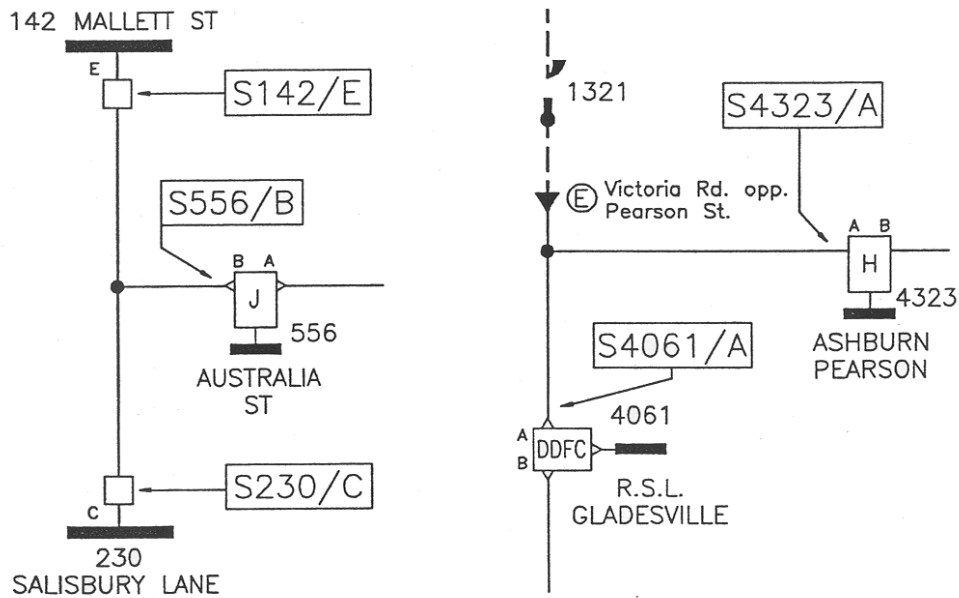 142 MALLETT ST
E
S142/E
S556/B
B A
J
556
AUSTRALIA
ST
S230/C
C
230
SALISBURY LANE
1321
S4323/A
E Victoria Rd. opp.
Pearson St.
A B
H
4323
ASHBURN
PEARSON
S4061/A
4061
A
DDFC
B
R.S.L.
GLADESVILLE